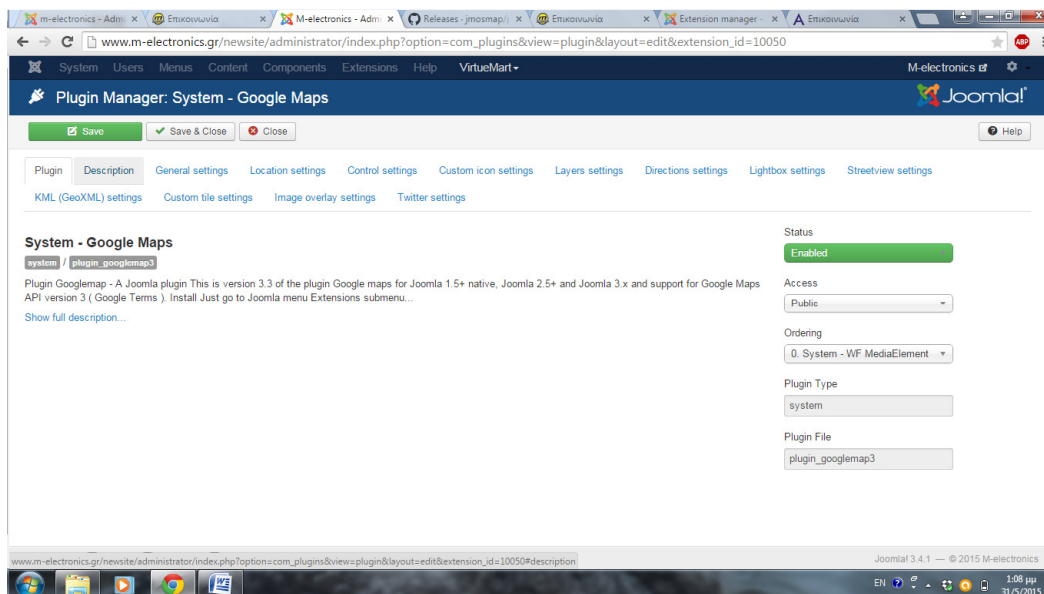 m-electronics - Admi
Επικοινωνία
M-electronics - Admi
Releases · jmosmap/j
Επικοινωνία
Extension manager -
Επικοινωνία
www.m-electronics.gr/newsite/administrator/index.php?option=com_plugins&view=plugin&layout=edit&extension_id=10050
ABP
System Users Menus Content Components Extensions Help VirtueMart
M-electronics
Plugin Manager: System - Google Maps
Joomla!
Save
Save & Close
Close
Help
Plugin Description General settings Location settings Control settings Custom icon settings Layers settings Directions settings Lightbox settings Streetview settings
KML (GeoXML) settings Custom tile settings Image overlay settings Twitter settings
System - Google Maps
system / plugin_googlemap3
Plugin Googlemap - A Joomla plugin This is version 3.3 of the plugin Google maps for Joomla 1.5+ native, Joomla 2.5+ and Joomla 3.x and support for Google Maps
API version 3 ( Google Terms ). Install Just go to Joomla menu Extensions submenu...
Show full description...
Status
Enabled
Access
Public
Ordering
0. System - WF MediaElement
Plugin Type
system
Plugin File
plugin_googlemap3
www.m-electronics.gr/newsite/administrator/index.php?option=com_plugins&view=plugin&layout=edit&extension_id=10050#description
Joomla! 3.4.1 — © 2015 M-electronics
EN
1:08 μμ
31/5/2015